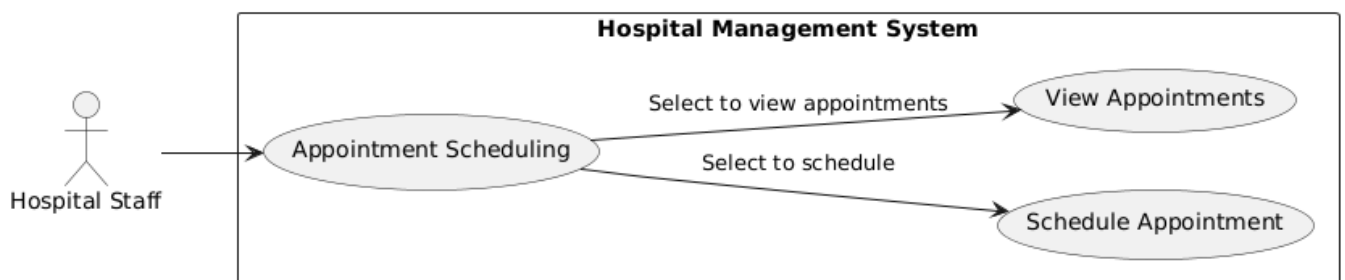 Hospital Management System
Select to view appointments
View Appointments
Hospital Staff
Appointment Scheduling
Select to schedule
Schedule Appointment